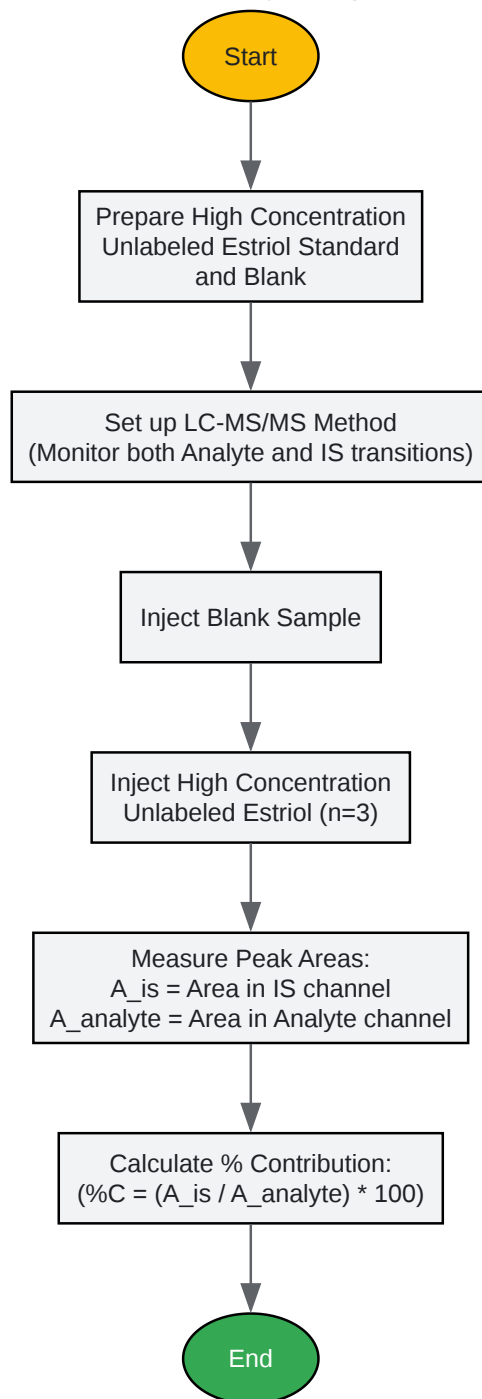 Start
Prepare High Concentration
Unlabeled Estriol Standard
and Blank
Set up LC-MS/MS Method
(Monitor both Analyte and IS transitions)
Inject Blank Sample
Inject High Concentration
Unlabeled Estriol (n=3)
Measure Peak Areas:
A_is = Area in IS channel
A_analyte = Area in Analyte channel
Calculate % Contribution:
(%C = (A_is / A_analyte) * 100)
End